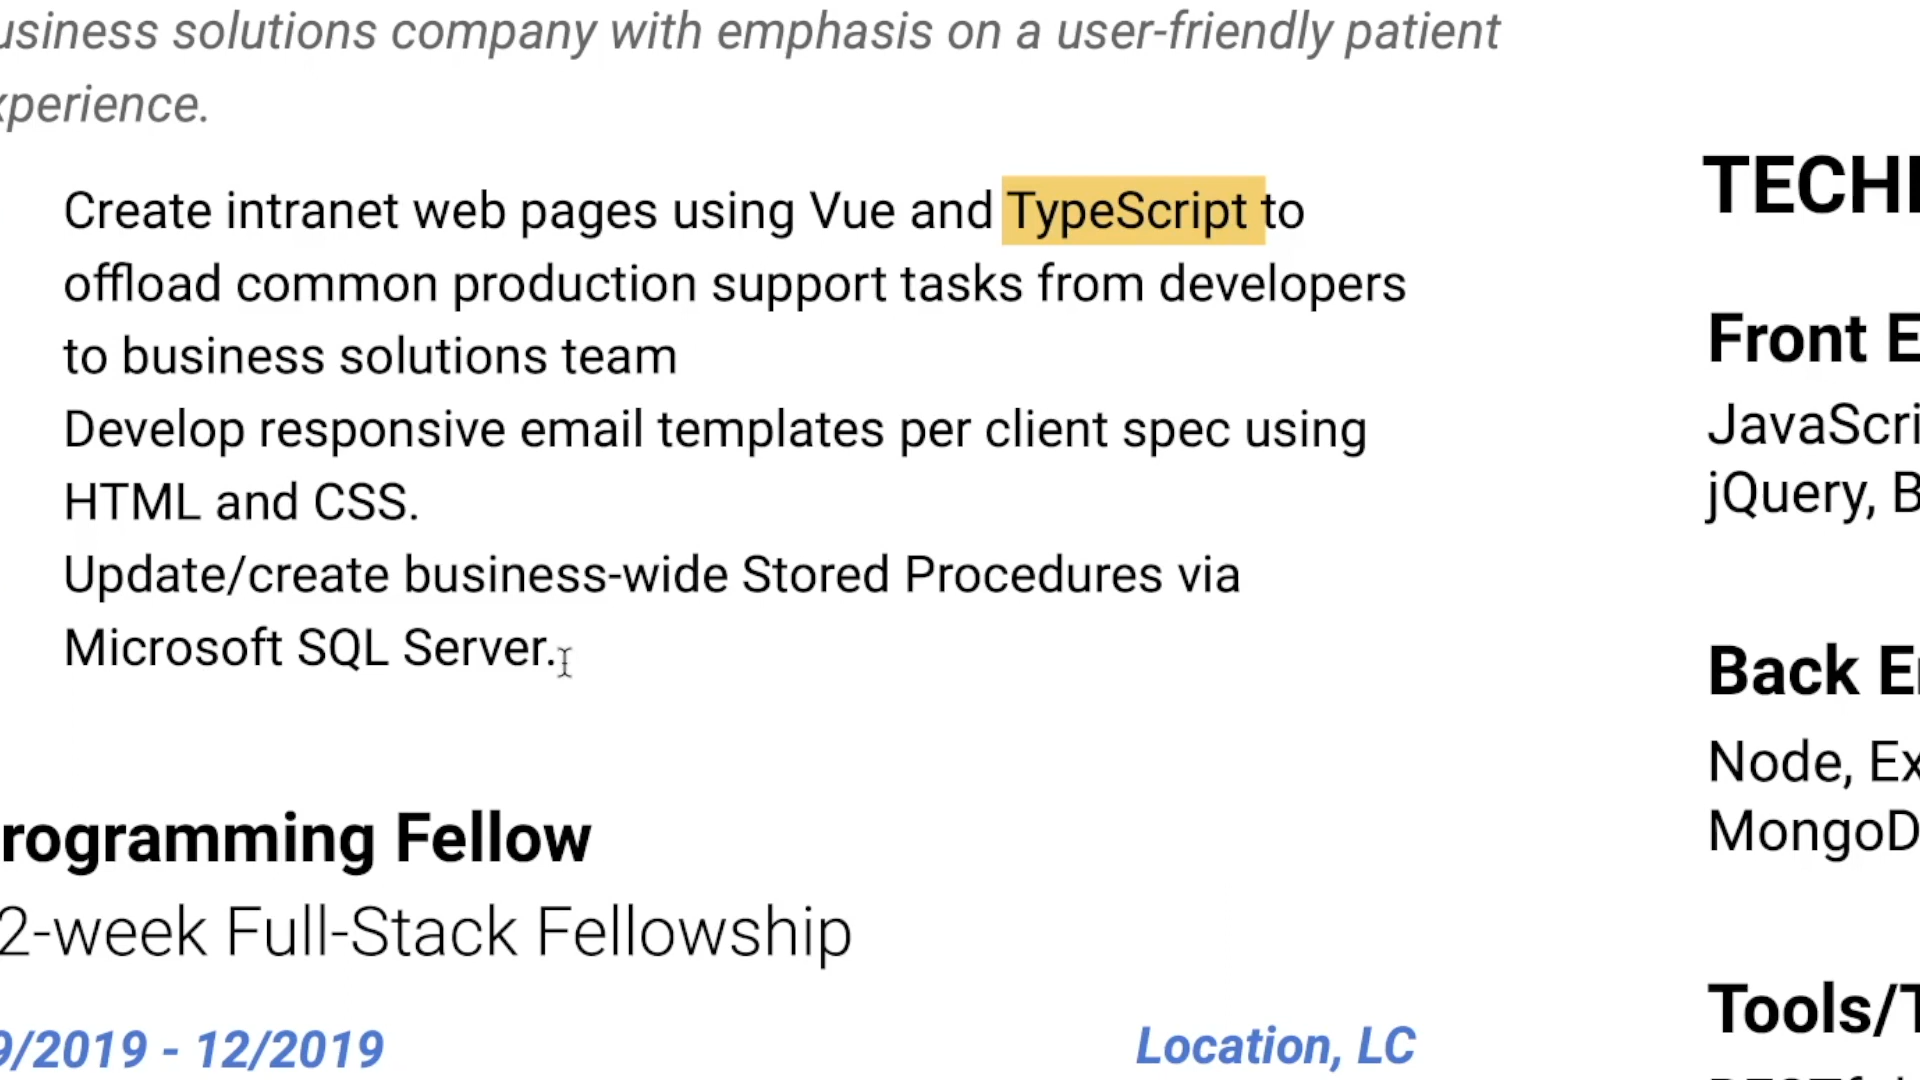 usiness solutions company with emphasis on a user-friendly patient
xperience.
Create intranet web pages using Vue and TypeScript to
offload common production support tasks from developers
to business solutions team
Develop responsive email templates per client spec using
HTML and CSS.
Update/create business-wide Stored Procedures via
Microsoft SQL Server.
rogramming Fellow
2-week Full-Stack Fellowship
9/2019 - 12/2019
Location, LC
TECH
Front E
JavaScri
jQuery, B
Back E
Node, Ex
MongoD
Tools/T